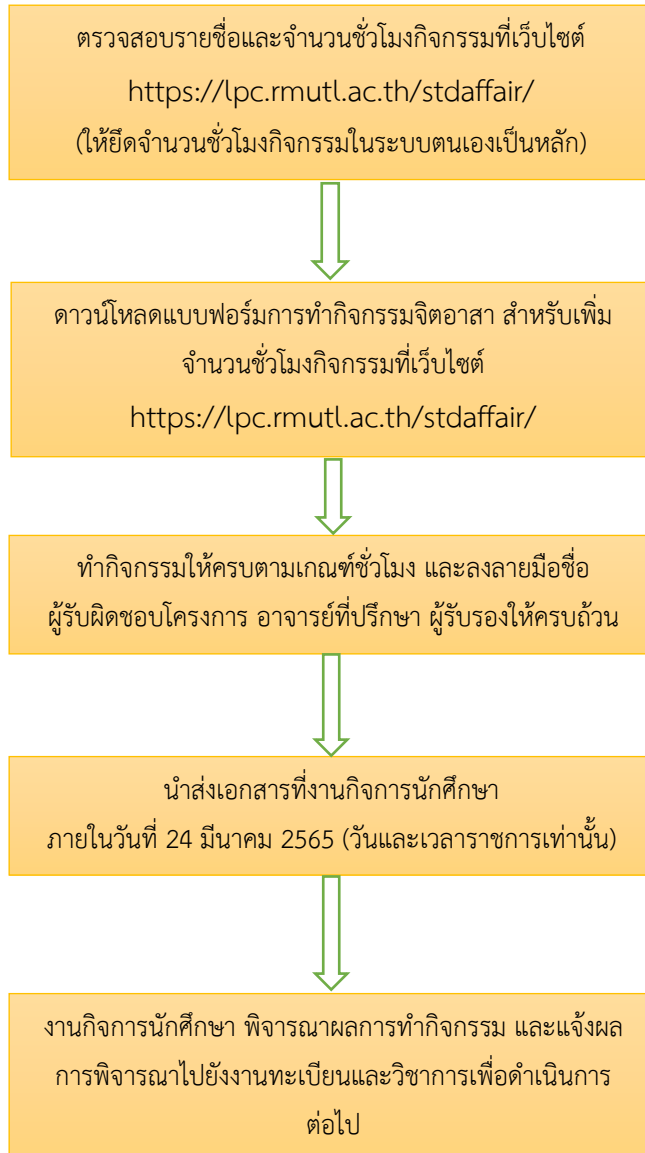 ตรวจสอบรายชื่อและจำนวนชั่วโมงกิจกรรมที่เว็บไซต์
https://lpc.rmutl.ac.th/stdaffair/
(ให้ยึดจำนวนชั่วโมงกิจกรรมในระบบตนเองเป็นหลัก)
ดาวน์โหลดแบบฟอร์มการทำกิจกรรมจิตอาสา สำหรับเพิ่ม
จำนวนชั่วโมงกิจกรรมที่เว็บไซต์
https://lpc.rmutl.ac.th/stdaffair/
ทำกิจกรรมให้ครบตามเกณฑ์ชั่วโมง และลงลายมือชื่อ
ผู้รับผิดชอบโครงการ อาจารย์ที่ปรึกษา ผู้รับรองให้ครบถ้วน
นำส่งเอกสารที่งานกิจการนักศึกษา
ภายในวันที่ 24 มีนาคม 2565 (วันและเวลาราชการเท่านั้น)
งานกิจการนักศึกษา พิจารณาผลการทำกิจกรรม และแจ้งผล
การพิจารณาไปยังงานทะเบียนและวิชาการเพื่อดำเนินการ
ต่อไป